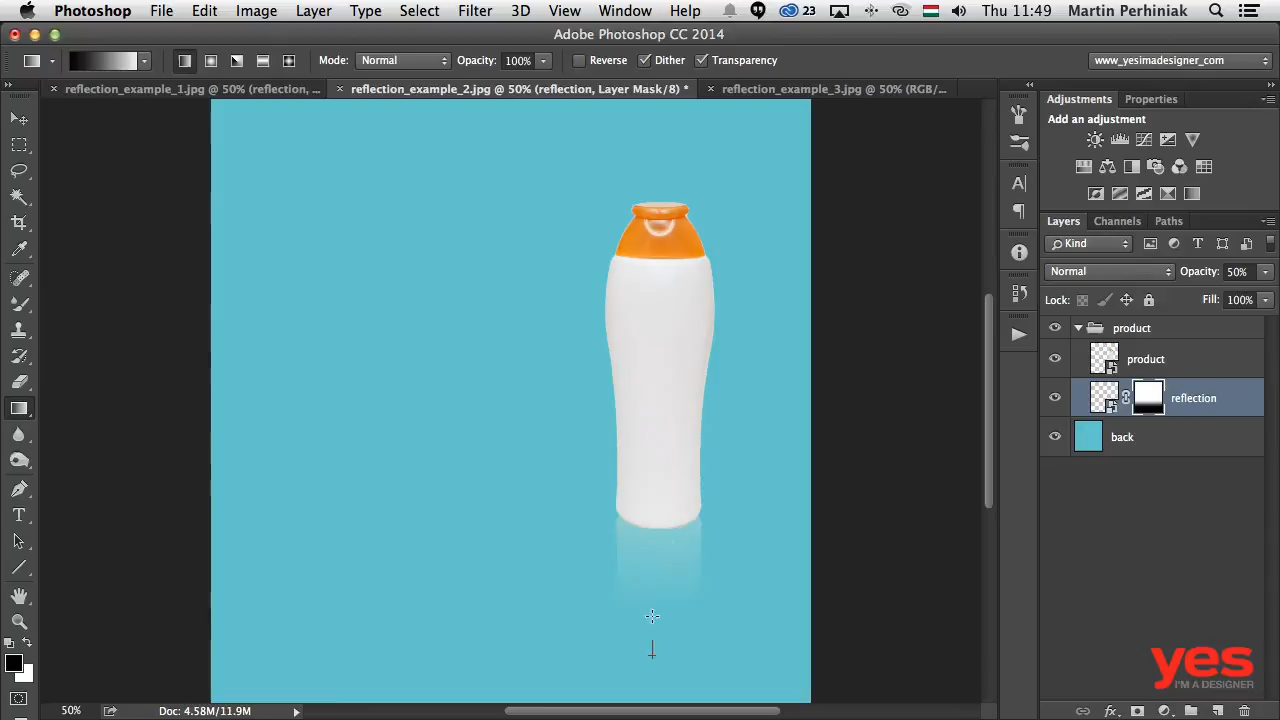 Photoshop File Edit Image Layer Type Select Filter 3D View Window Help 23 Thu 11:49 Martin Perhiniak
Adobe Photoshop CC 2014
Mode: Normal Opacity: 100% Reverse Dither Transparency www_yesimadesigner_com
reflection_example_1.jpg @ 50% (reflection, ... reflection_example_2.jpg @ 50% (reflection, Layer Mask/8) * reflection_example_3.jpg @ 50% (RGB/...
Adjustments Properties
Add an adjustment
Layers Channels Paths
Kind
Normal Opacity: 50%
Lock: Fill: 100%
product
product
reflection
back
yes
I'M A DESIGNER
50% Doc: 4.58M/11.9M